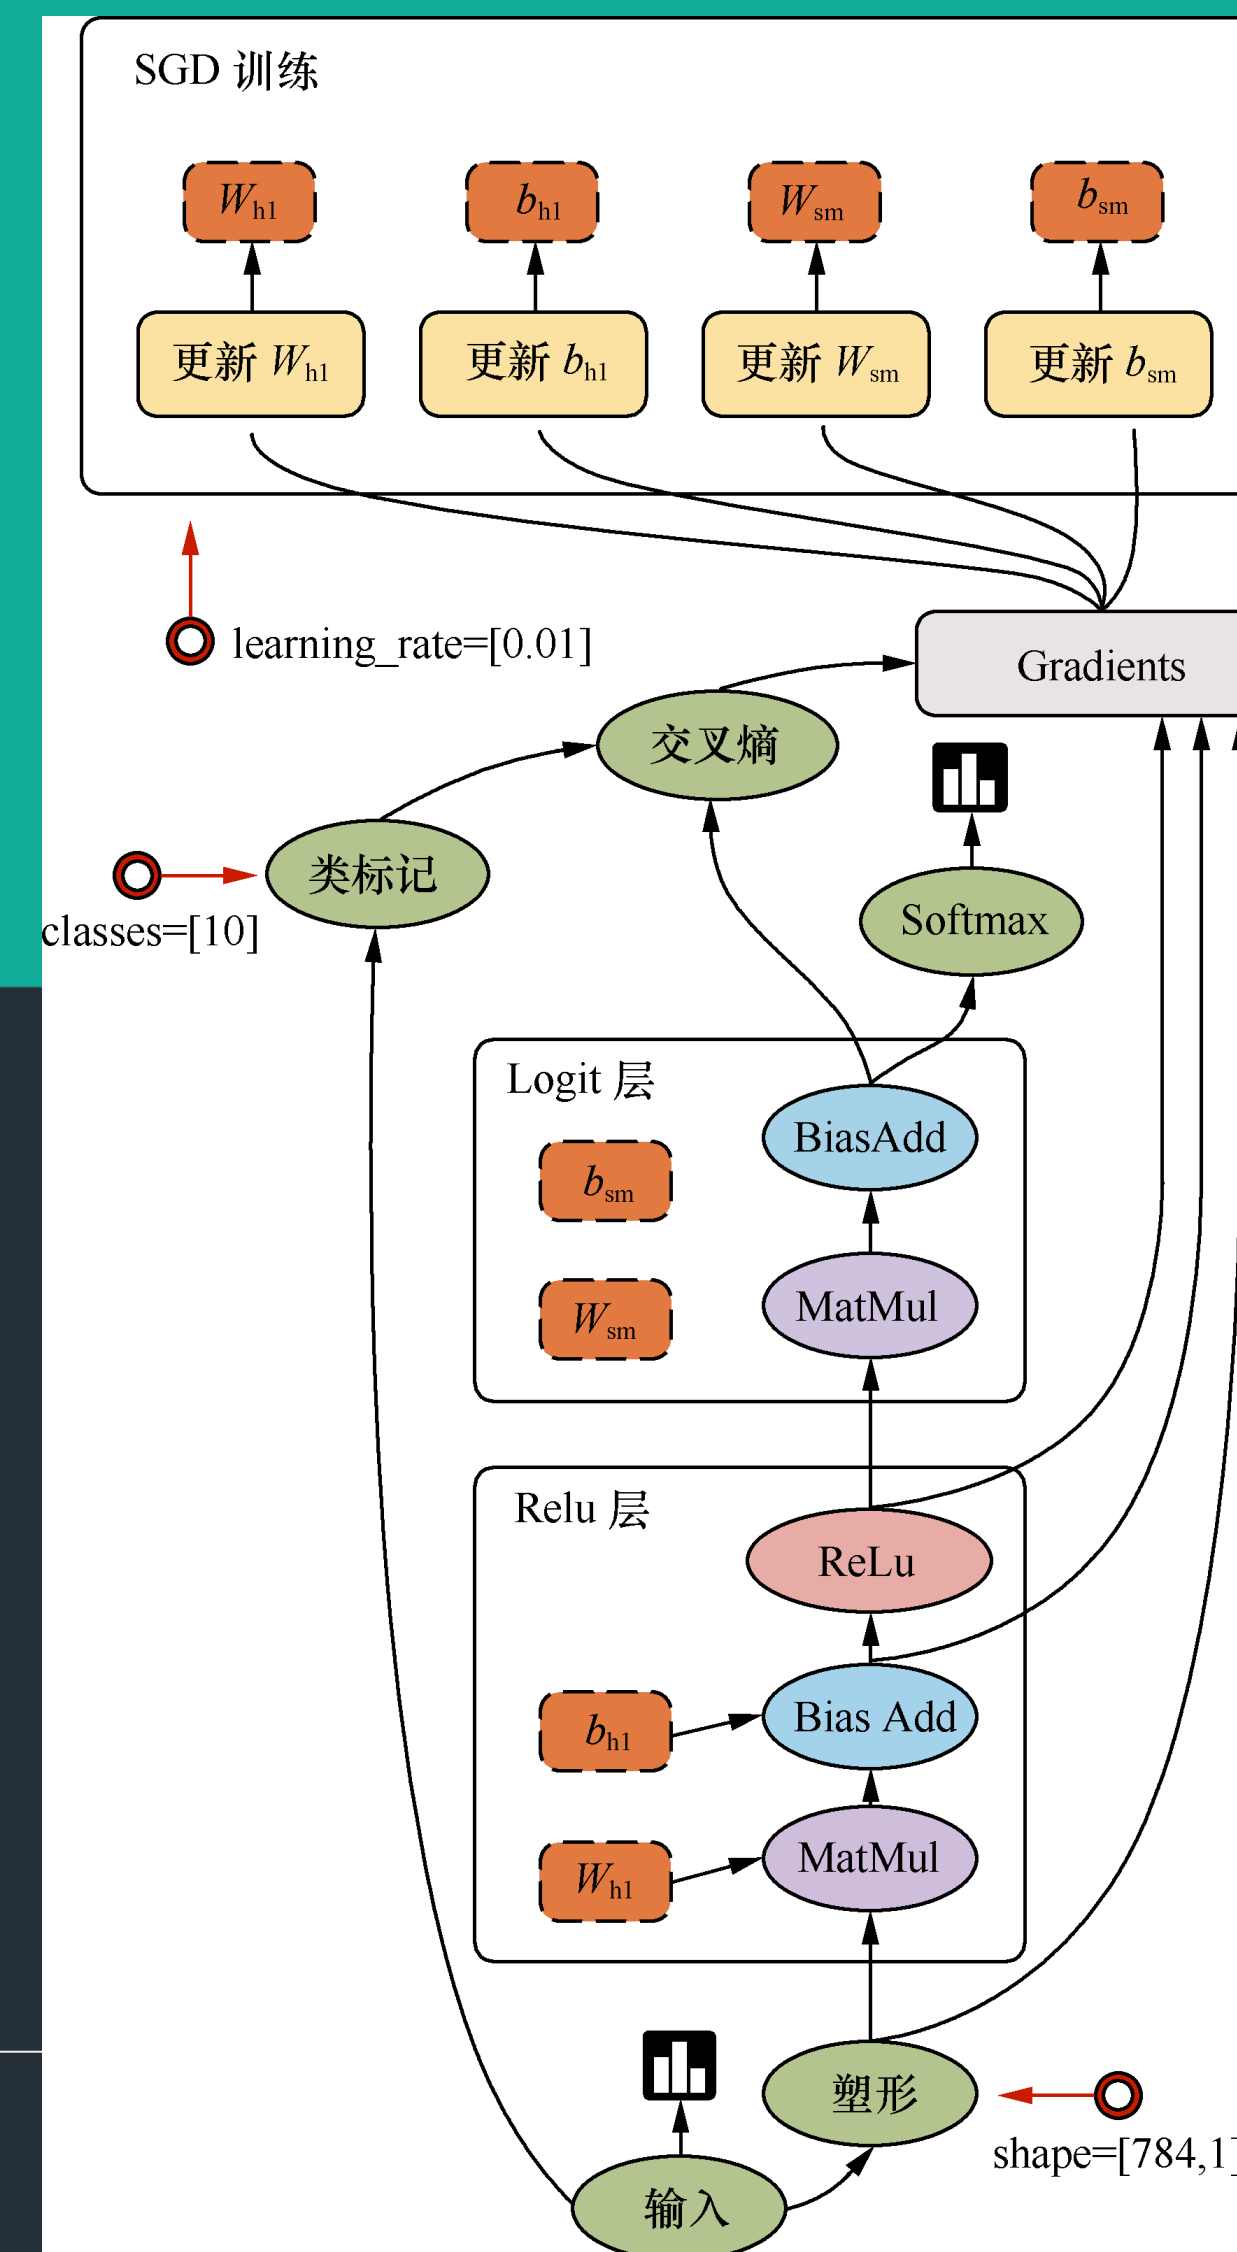 SGD 训练
Wh1
bh1
Wsm
bsm
更新 Wh1
更新 bh1
更新 Wsm
更新 bsm
learning_rate=[0.01]
Gradients
交叉熵
类标记
classes=[10]
Softmax
Logit 层
BiasAdd
bsm
MatMul
Wsm
Relu 层
ReLu
Bias Add
bh1
MatMul
Wh1
塑形
shape=[784,1]
输入